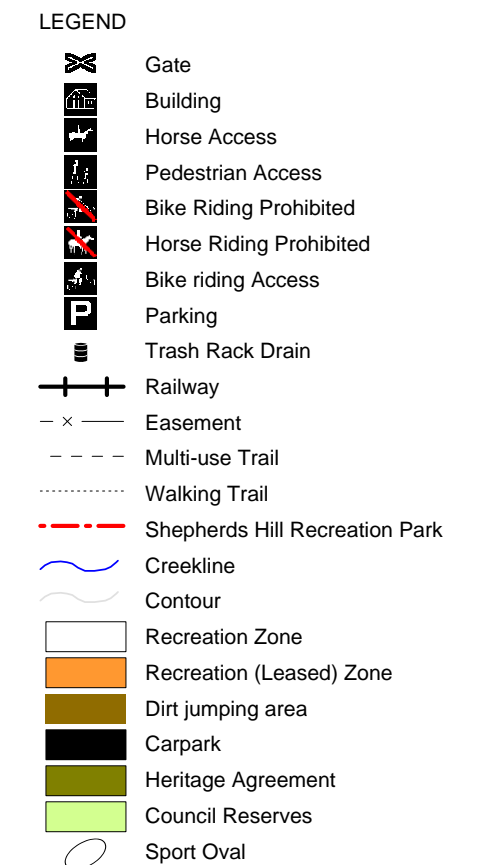 LEGEND
Gate
Building
Horse Access
Pedestrian Access
Bike Riding Prohibited
Horse Riding Prohibited
Bike riding Access
P Parking
Trash Rack Drain
Railway
Easement
Multi-use Trail
Walking Trail
Shepherds Hill Recreation Park
Creekline
Contour
Recreation Zone
Recreation (Leased) Zone
Dirt jumping area
Carpark
Heritage Agreement
Council Reserves
Sport Oval